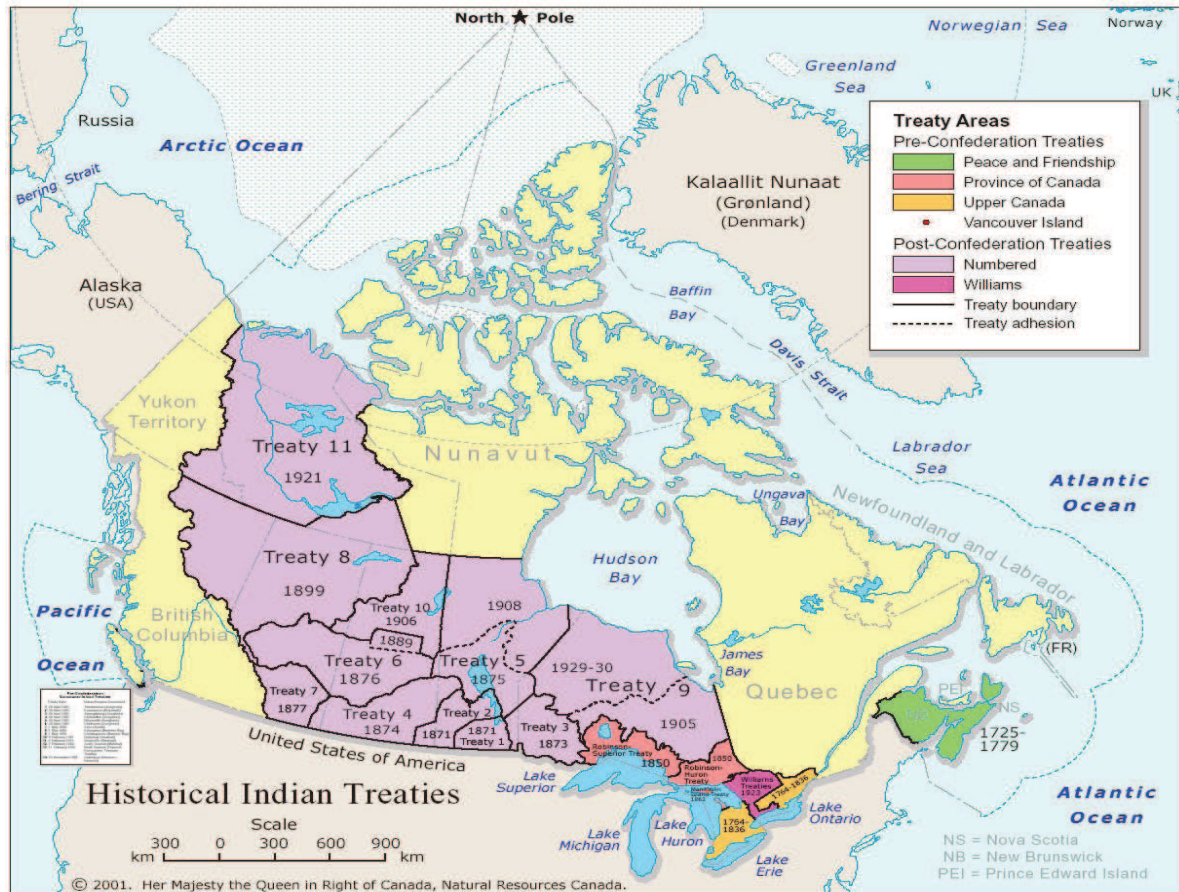 North Pole
Norwegian Sea
Norway
Greenland
Sea
UK
Russia
Arctic Ocean
Bering Strait
Treaty Areas
Pre-Confederation Treaties
Peace and Friendship
Province of Canada
Upper Canada
Vancouver Island
Post-Confederation Treaties
Numbered
Williams
Treaty boundary
Treaty adhesion
Kalaallit Nunaat
(Grønland)
(Denmark)
Alaska
(USA)
Baffin
Bay
Davis Strait
Yukon
Territory
Treaty 11
1921
Nunavut
Labrador
Sea
Atlantic
Ocean
Ungava
Bay
Newfoundland and Labrador
Hudson
Bay
Treaty 8
1899
Pacific
Ocean
British
Columbia
Treaty 10
1906
1908
1889
Treaty 6
1876
Treaty 5
1875
1929-30
Treaty 9
1905
James
Bay
Quebec
(FR)
PEI
NB
NS
1725-
1779
Treaty 7
1877
Treaty 4
1874
Treaty 2
1871
1871
Treaty 1
Treaty 3
1873
Robinson-
Superior Treaty
1850
Robinson-
Huron
Treaty
1850
Williams
Treaties
1923
1764-1836
1764-
1836
United States of America
Lake
Superior
Lake
Michigan
Lake
Huron
Lake
Ontario
Lake
Erie
Atlantic
Ocean
Historical Indian Treaties
Scale
300 0 300 600 900
km km
NS = Nova Scotia
NB = New Brunswick
PEI = Prince Edward Island
© 2001. Her Majesty the Queen in Right of Canada, Natural Resources Canada.